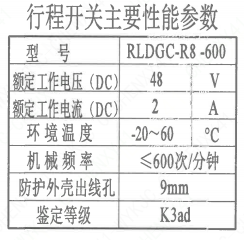 行程开关主要性能参数
型 号 RLDGC-R8-600
额定工作电压(DC) 48 V
额定工作电流(DC) 2 A
环境温度 -20~60 °C
机械频率 ≤600次/分钟
防护外壳出线孔 9mm
鉴定等级 K3ad